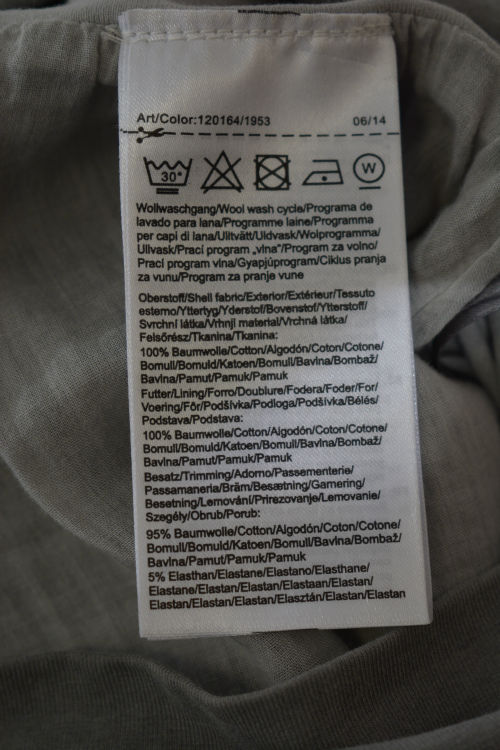 Art/Color:120164/1953 06/14
30° W
Wollwaschgang/Wool wash cycle/Programa de
lavado para lana/Programme laine/Programma
per capi di lana/Ulltvätt/Uldvask/Wolprogramma/
Ullvask/Prací program „vlna"/Program za volno/
Prací program vlna/Gyapjúprogram/Ciklus pranja
za vunu/Program za pranje vune
Oberstoff/Shell fabric/Exterior/Extérieur/Tessuto
esterno/Yttertyg/Yderstof/Bovenstof/Ytterstoff/
Svrchní látka/Vrhnji material/Vrchná látka/
Felsőrész/Tkanina/Tkanina:
100% Baumwolle/Cotton/Algodón/Coton/Cotone/
Bomull/Bomuld/Katoen/Bomull/Bavlna/Bombaž/
Bavlna/Pamut/Pamuk/Pamuk
Futter/Lining/Forro/Doublure/Fodera/Foder/For/
Voering/Fôr/Podšívka/Podloga/Podšívka/Bélés/
Podstava/Postava:
100% Baumwolle/Cotton/Algodón/Coton/Cotone/
Bomull/Bomuld/Katoen/Bomull/Bavlna/Bombaž/
Bavlna/Pamut/Pamuk/Pamuk
Besatz/Trimming/Adorno/Passementerie/
Passamaneria/Bräm/Besætning/Garnering/
Besetning/Lemování/Prirezovanje/Lemovanie/
Szegély/Obrub/Porub:
95% Baumwolle/Cotton/Algodón/Coton/Cotone/
Bomull/Bomuld/Katoen/Bomull/Bavlna/Bombaž/
Bavlna/Pamut/Pamuk/Pamuk
5% Elasthan/Elastane/Elastano/Elasthane/
Elastane/Elastan/Elastan/Elastaan/Elastan/
Elastan/Elastan/Elastan/Elasztán/Elastan/Elastan